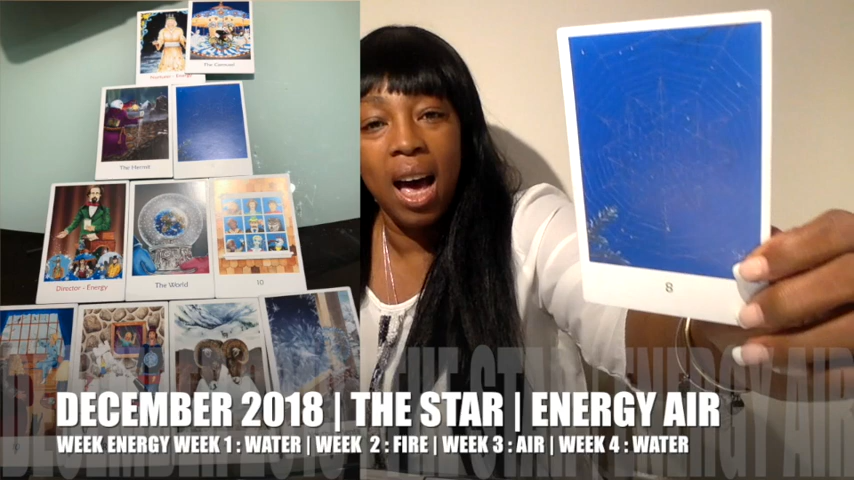 The Carousel
The Hermit
Director - Energy
The World
10
8
DECEMBER 2018 | THE STAR | ENERGY AIR
WEEK ENERGY WEEK 1 : WATER | WEEK 2 : FIRE | WEEK 3 : AIR | WEEK 4 : WATER